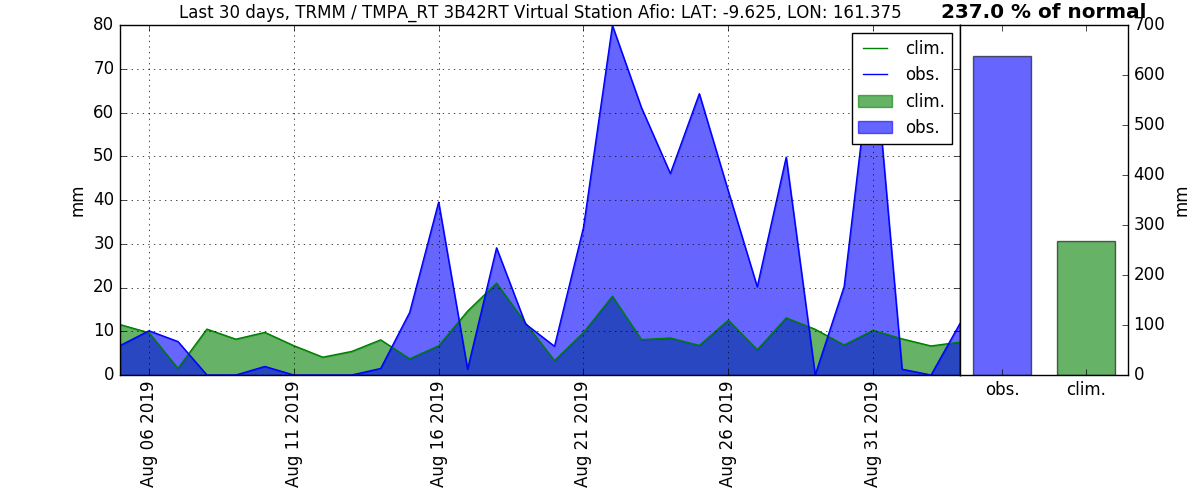 Last 30 days, TRMM / TMPA_RT 3B42RT Virtual Station Afio: LAT: -9.625, LON: 161.375
237.0 % of normal
80
70
60
50
40
30
20
10
0
mm
clim.
obs.
clim.
obs.
Aug 06 2019
Aug 11 2019
Aug 16 2019
Aug 21 2019
Aug 26 2019
Aug 31 2019
700
600
500
400
300
200
100
0
mm
obs.
clim.